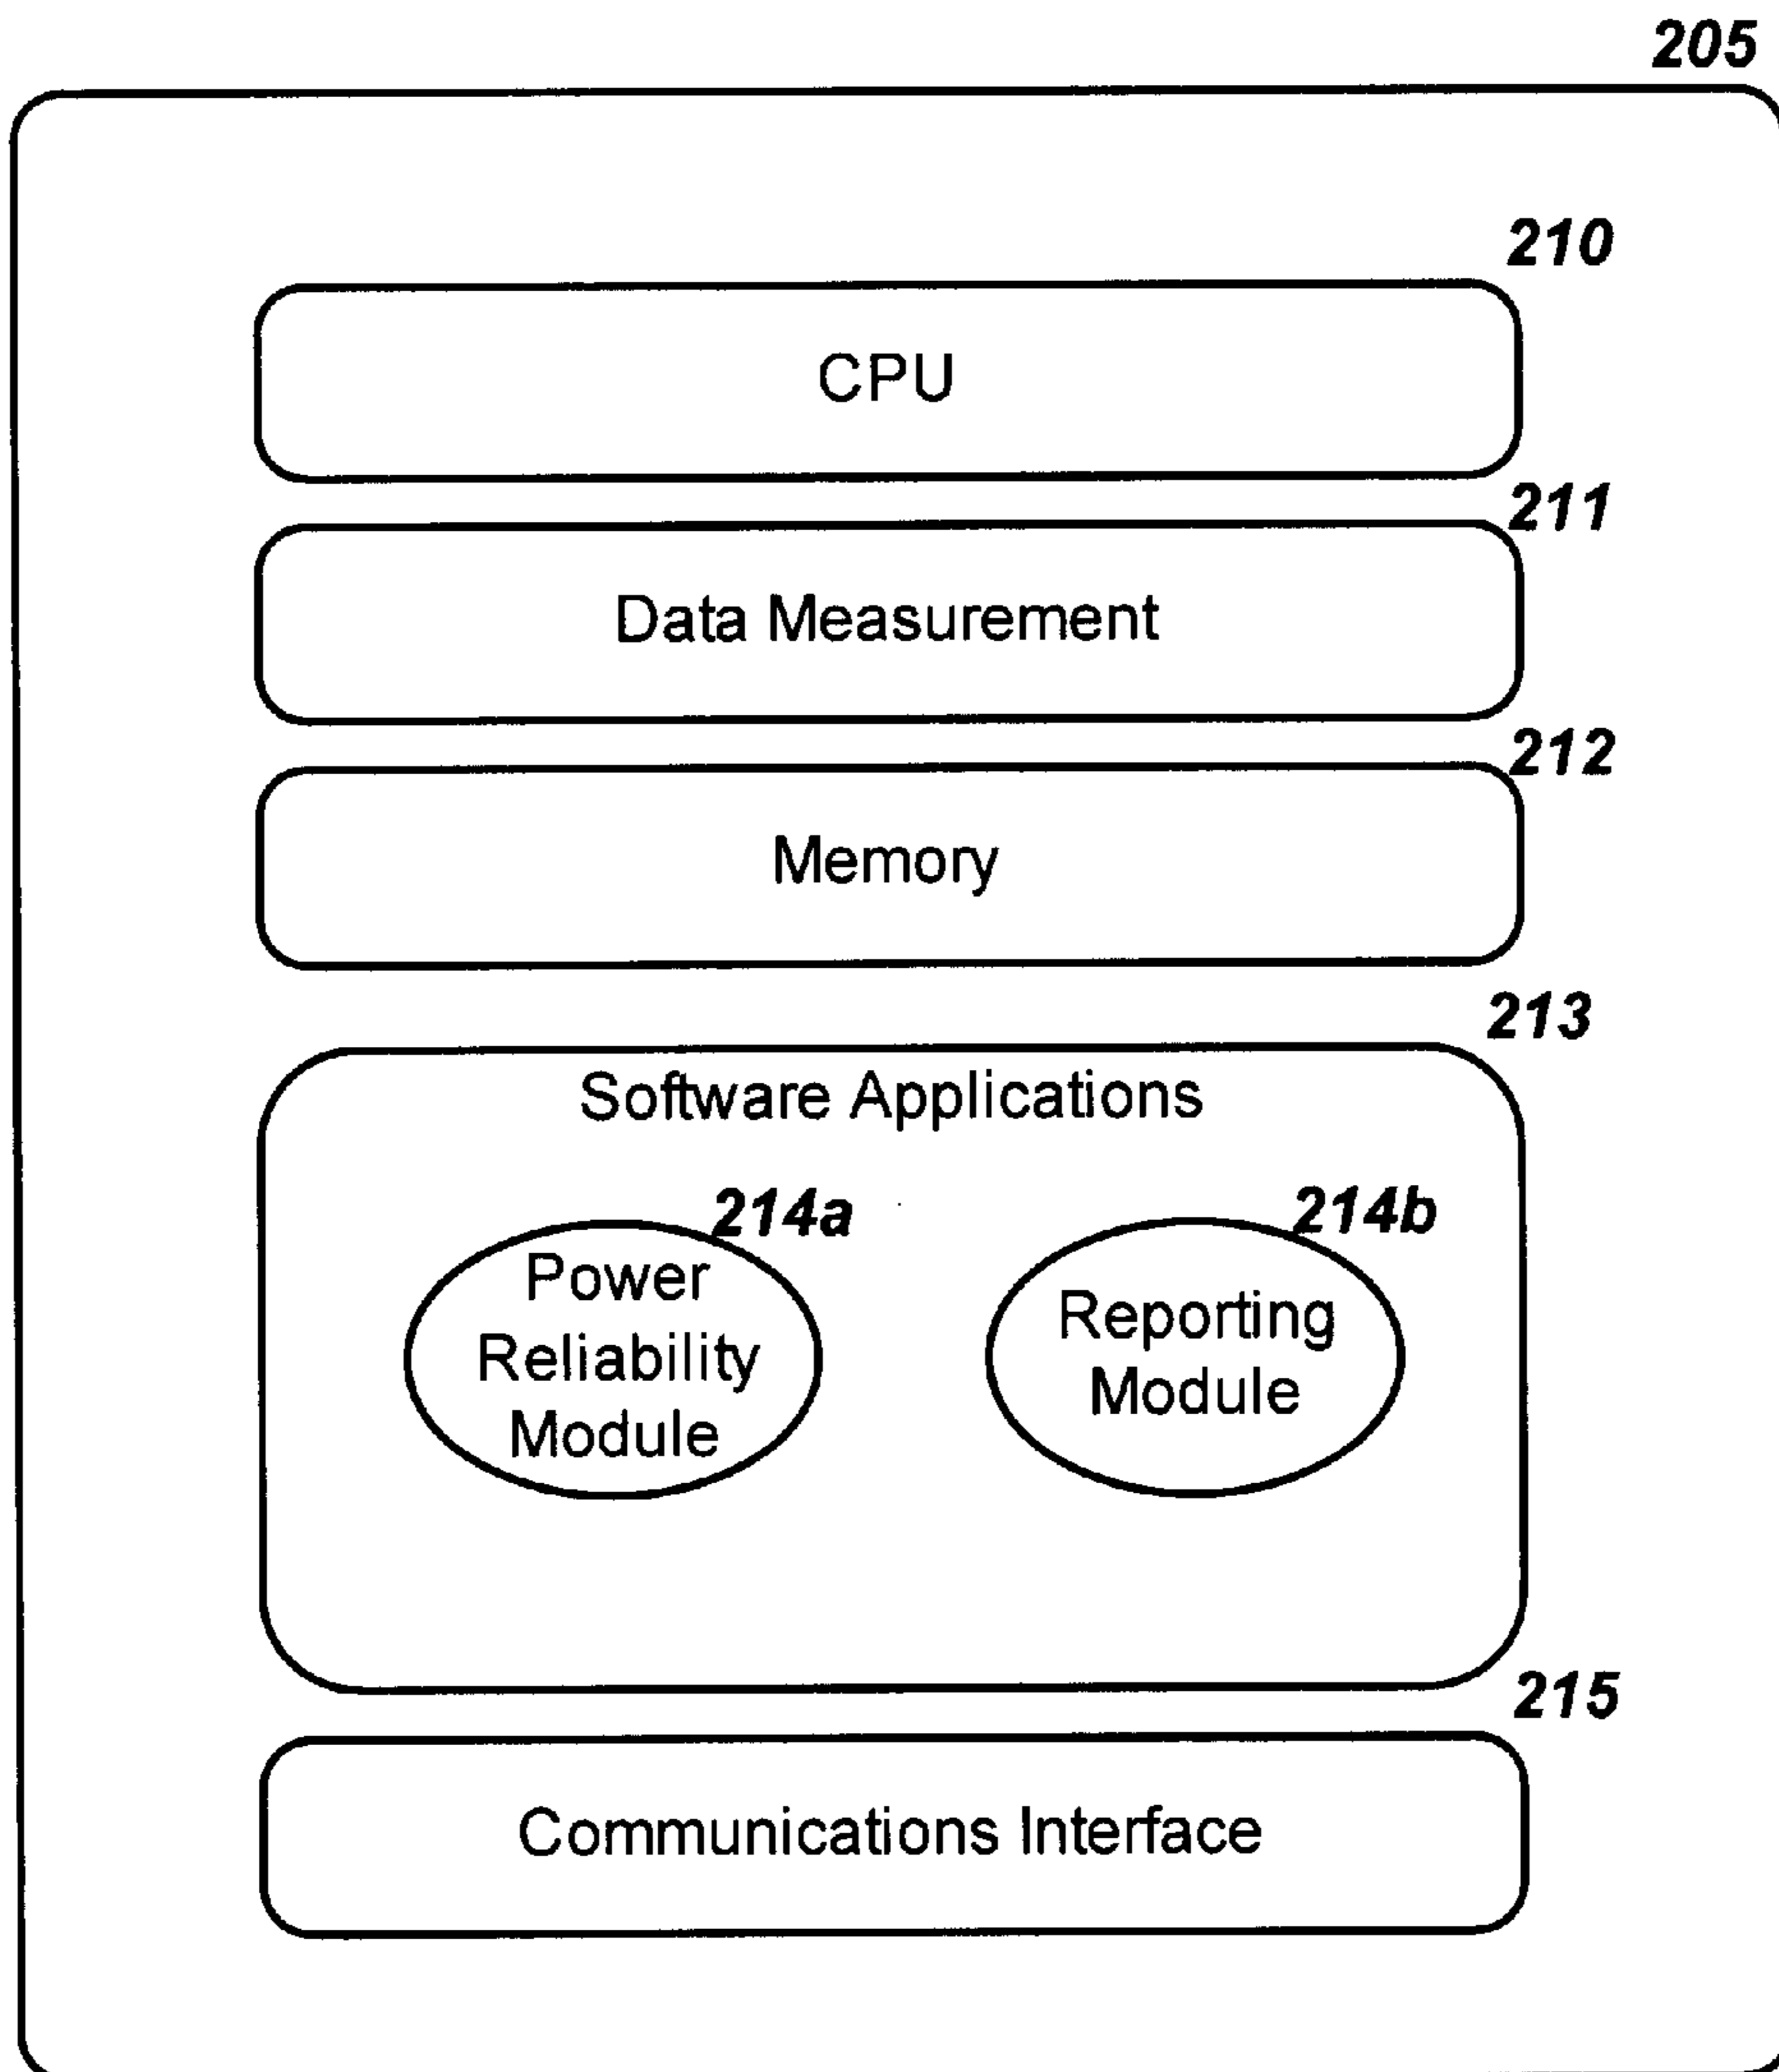 205
210
CPU
211
Data Measurement
212
Memory
213
Software Applications
214a
214b
Power
Reliability
Module
Reporting
Module
215
Communications Interface